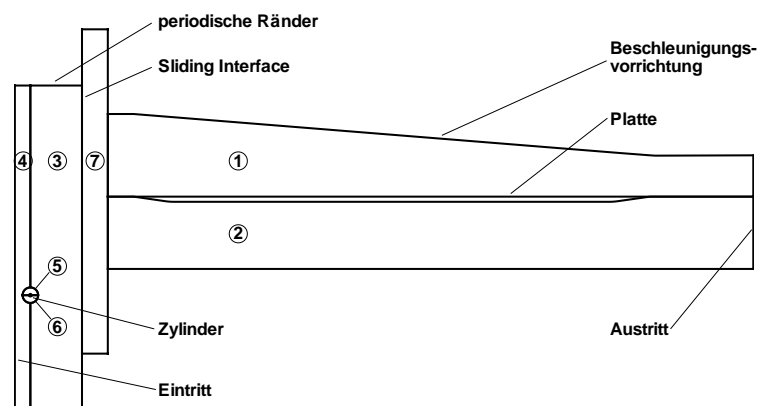 periodische Ränder
Sliding Interface
Beschleunigungs-
vorrichtung
Platte
4 3 7 1
2
5
6
Zylinder
Austritt
Eintritt